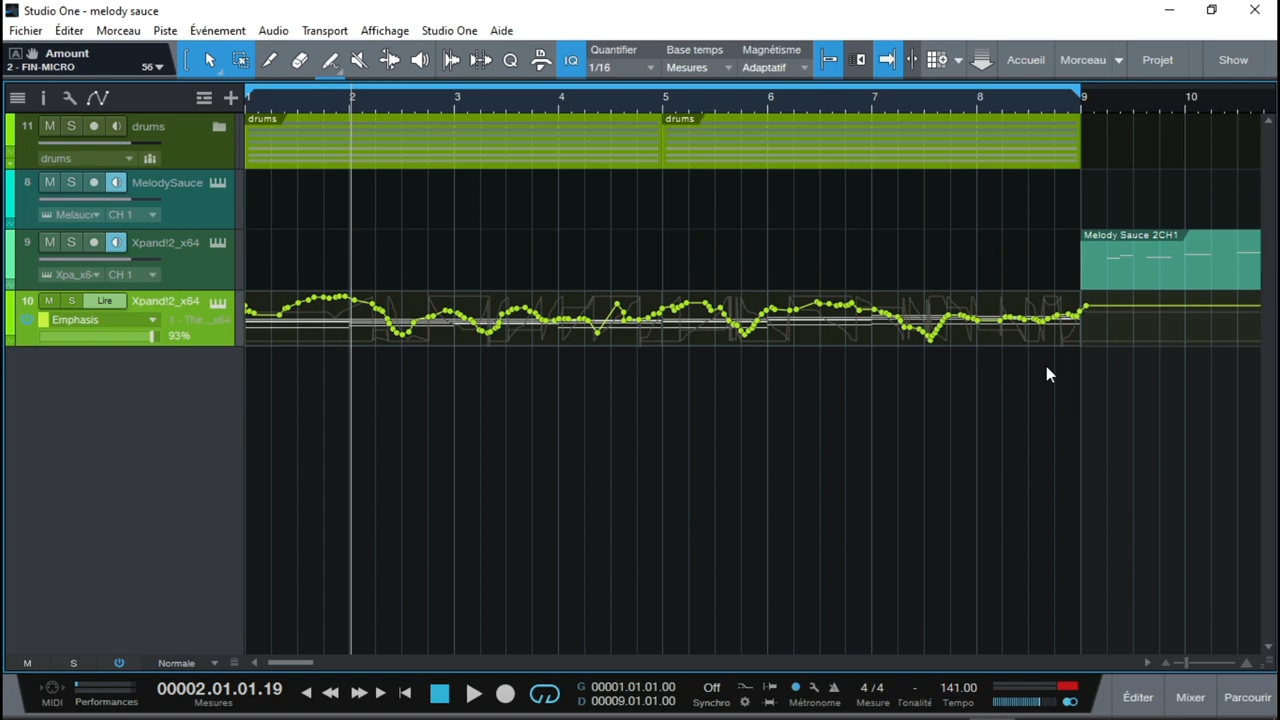 Studio One - melody sauce
Fichier Éditer Morceau Piste Événement Audio Transport Affichage Studio One Aide
A Amount
2 - FIN-MICRO 56
IQ
Quantifier Base temps Magnétisme
1/16 Mesures Adaptatif
Accueil Morceau Projet Show
1 2 3 4 5 6 7 8 9 10
11 M S drums
drums
drums drums
8 M S MelodySauce
CH 1
9 M S Xpand!2_x64
CH 1
Melody Sauce 2CH1
10 M S Lire Xpand!2_x64
Emphasis
93%
M S Normale
MIDI Performances
00002.01.01.19
Mesures
G 00001.01.01.00
D 00009.01.01.00
Off
Synchro
Métronome
4 / 4
Mesure
-
Tonalité
141.00
Tempo
Éditer Mixer Parcourir